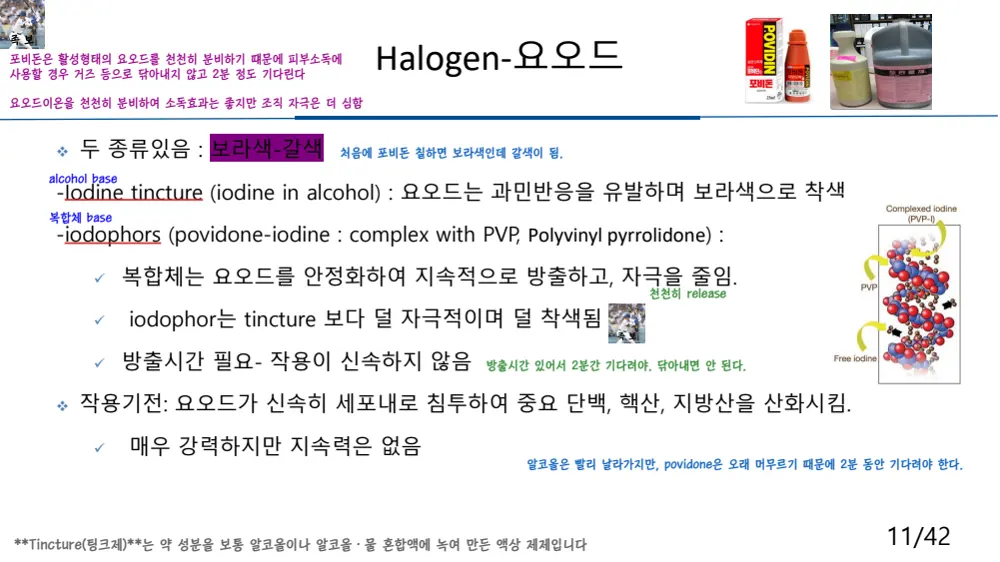 족보
포비돈은 활성형태의 요오드를 천천히 분비하기 때문에 피부소독에
사용할 경우 거즈 등으로 닦아내지 않고 2분 정도 기다린다
요오드이온을 천천히 분비하여 소독효과는 좋지만 조직 자극은 더 심함
Halogen-요오드
POVIDIN
포비돈
❖ 두 종류있음 : 보라색-갈색
처음에 포비돈 칠하면 보라색인데 갈색이 됨.
alcohol base
-Iodine tincture (iodine in alcohol) : 요오드는 과민반응을 유발하며 보라색으로 착색
복합체 base
-iodophors (povidone-iodine : complex with PVP, Polyvinyl pyrrolidone) :
✓ 복합체는 요오드를 안정화하여 지속적으로 방출하고, 자극을 줄임.
천천히 release
✓ iodophor는 tincture 보다 덜 자극적이며 덜 착색됨
✓ 방출시간 필요- 작용이 신속하지 않음
방출시간 있어서 2분간 기다려야. 닦아내면 안 된다.
❖ 작용기전: 요오드가 신속히 세포내로 침투하여 중요 단백, 핵산, 지방산을 산화시킴.
✓ 매우 강력하지만 지속력은 없음
알코올은 빨리 날라가지만, povidone은 오래 머무르기 때문에 2분 동안 기다려야 한다.
Complexed iodine
(PVP-I)
PVP
Free iodine
**Tincture(팅크제)**는 약 성분을 보통 알코올이나 알코올·물 혼합액에 녹여 만든 액상 제제입니다
11/42